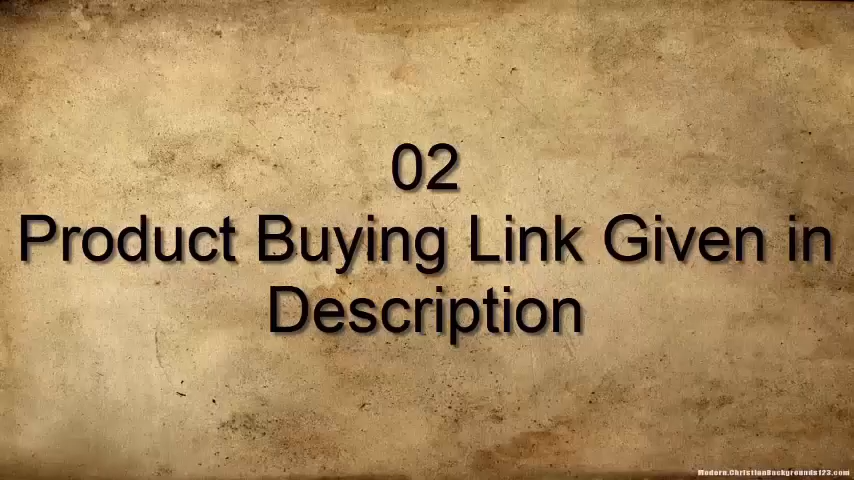 02
Product Buying Link Given in
Description
Modern.ChristianBackgrounds123.com